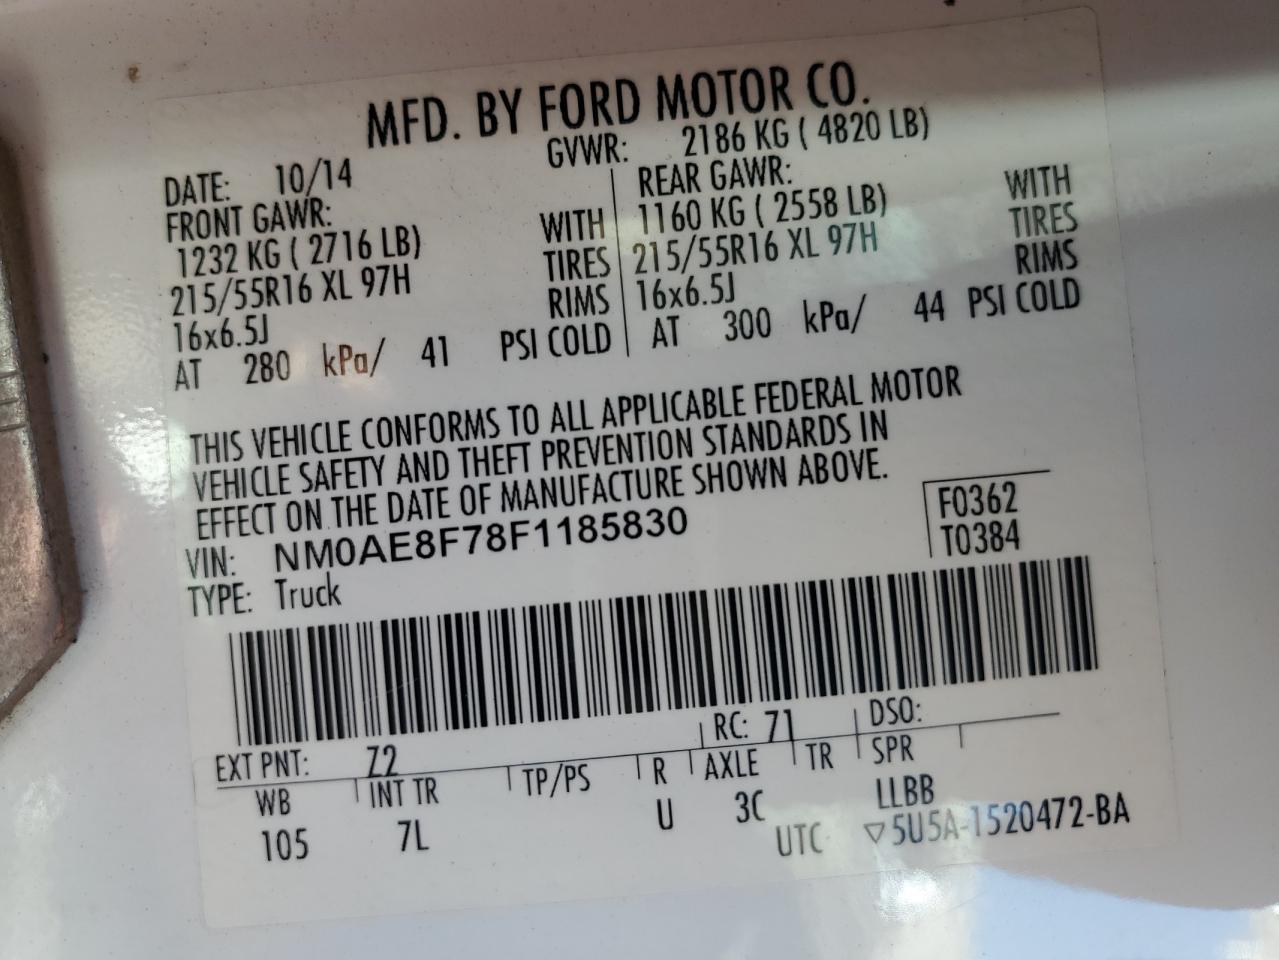 MFD. BY FORD MOTOR CO.
DATE: 10/14 GVWR: 2186 KG ( 4820 LB)
FRONT GAWR: REAR GAWR:
1232 KG ( 2716 LB) WITH 1160 KG ( 2558 LB) WITH
215/55R16 XL 97H TIRES 215/55R16 XL 97H TIRES
16x6.5J RIMS 16x6.5J RIMS
AT 280 kPa/ 41 PSI COLD AT 300 kPa/ 44 PSI COLD
THIS VEHICLE CONFORMS TO ALL APPLICABLE FEDERAL MOTOR
VEHICLE SAFETY AND THEFT PREVENTION STANDARDS IN
EFFECT ON THE DATE OF MANUFACTURE SHOWN ABOVE.
F0362
VIN: NM0AE8F78F1185830 T0384
TYPE: Truck
EXT PNT: Z2 RC: 71 DSO:
WB INT TR TP/PS R AXLE TR SPR
105 7L U 3C LLBB
UTC ▽5U5A-1520472-BA